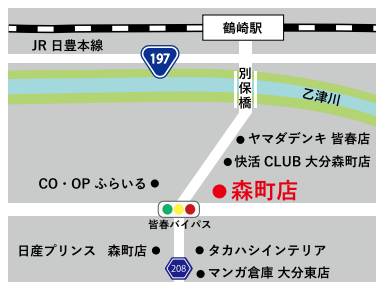 鶴崎駅
JR 日豊本線
197
別保橋
乙津川
ヤマダデンキ 皆春店
快活 CLUB 大分森町店
CO・OP ふらいる
森町店
皆春バイパス
日産プリンス 森町店
タカハシインテリア
208
マンガ倉庫 大分東店